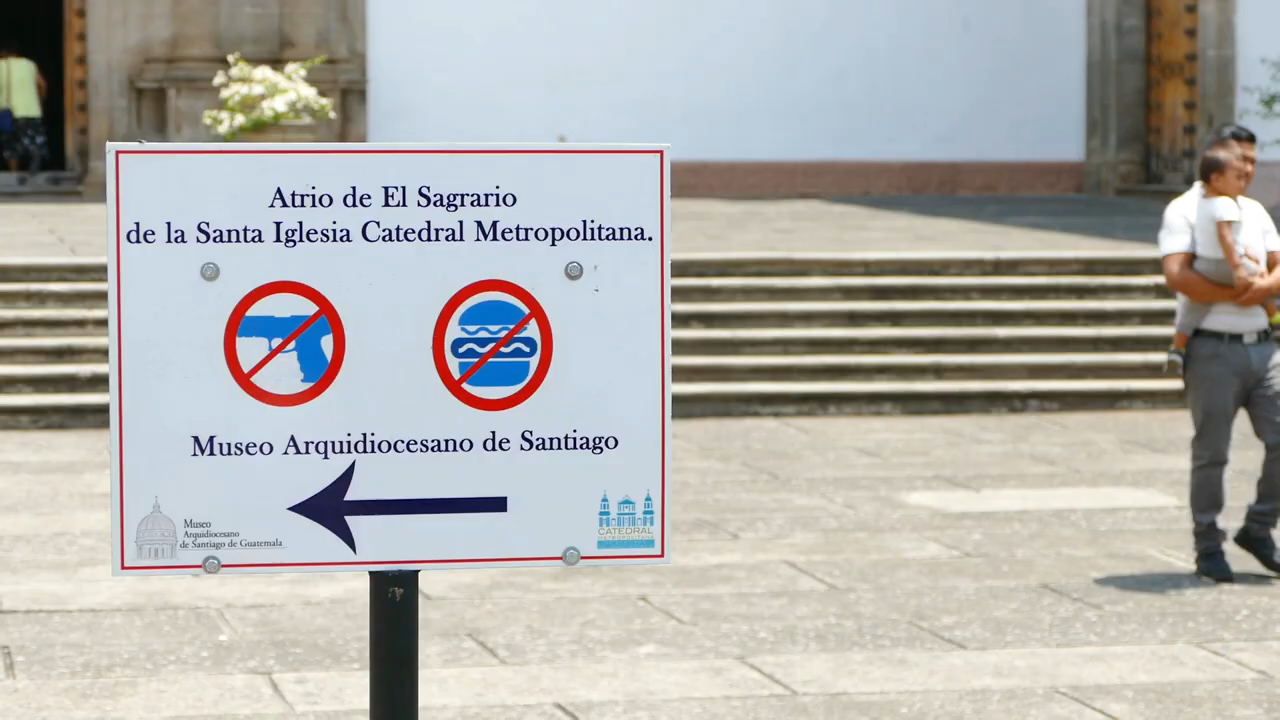 Atrio de El Sagrario
de la Santa Iglesia Catedral Metropolitana.
Museo Arquidiocesano de Santiago
Museo
Arquidiocesano
de Santiago de Guatemala
CATEDRAL
METROPOLITANA